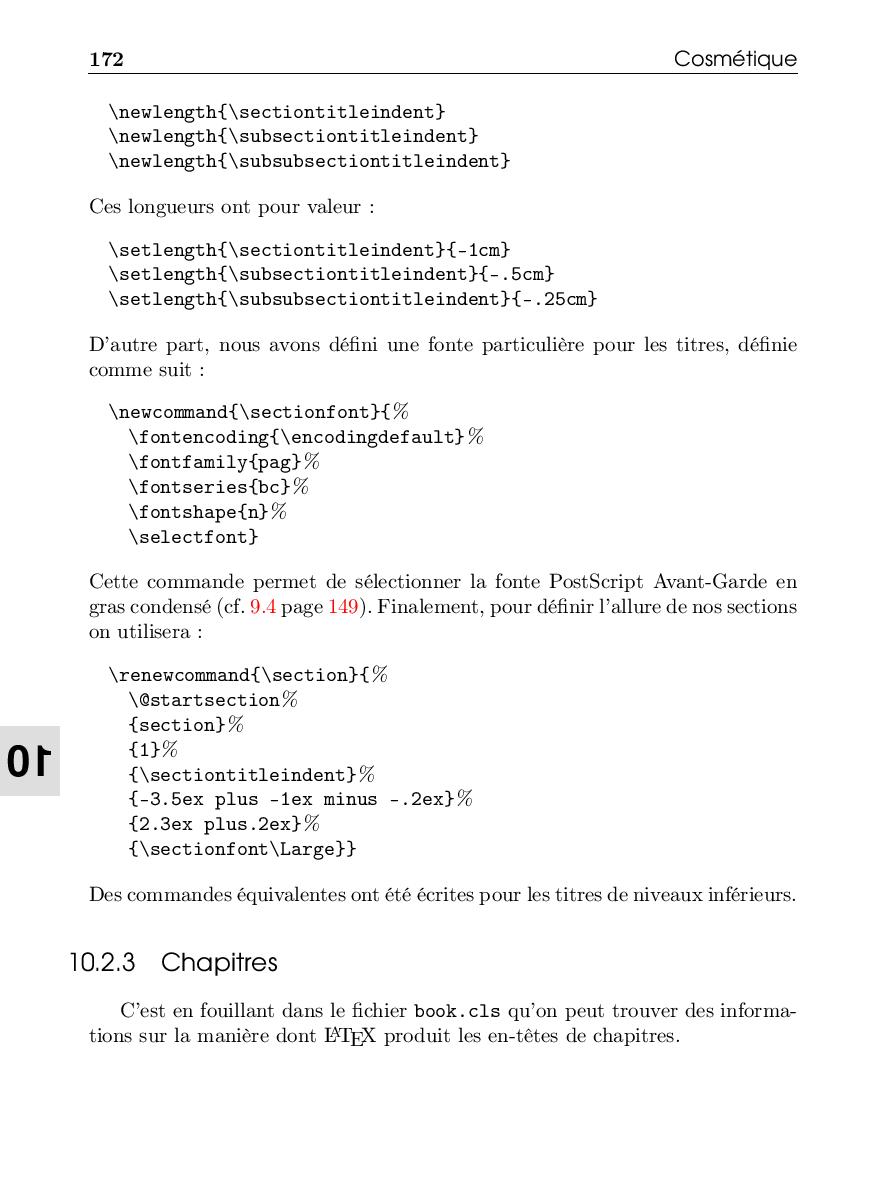 172 Cosmétique
\newlength{\sectiontitleindent}
\newlength{\subsectiontitleindent}
\newlength{\subsubsectiontitleindent}
Ces longueurs ont pour valeur :
\setlength{\sectiontitleindent}{-1cm}
\setlength{\subsectiontitleindent}{-.5cm}
\setlength{\subsubsectiontitleindent}{-.25cm}
D'autre part, nous avons défini une fonte particulière pour les titres, définie
comme suit :
\newcommand{\sectionfont}{%
\fontencoding{\encodingdefault}%
\fontfamily{pag}%
\fontseries{bc}%
\fontshape{n}%
\selectfont}
Cette commande permet de sélectionner la fonte PostScript Avant-Garde en
gras condensé (cf. 9.4 page 149). Finalement, pour définir l'allure de nos sections
on utilisera :
\renewcommand{\section}{%
\@startsection%
{section}%
{1}%
{\sectiontitleindent}%
{-3.5ex plus -1ex minus -.2ex}%
{2.3ex plus.2ex}%
{\sectionfont\Large}}
10
Des commandes équivalentes ont été écrites pour les titres de niveaux inférieurs.
10.2.3 Chapitres
C'est en fouillant dans le fichier book.cls qu'on peut trouver des informa-
tions sur la manière dont LATEX produit les en-têtes de chapitres.